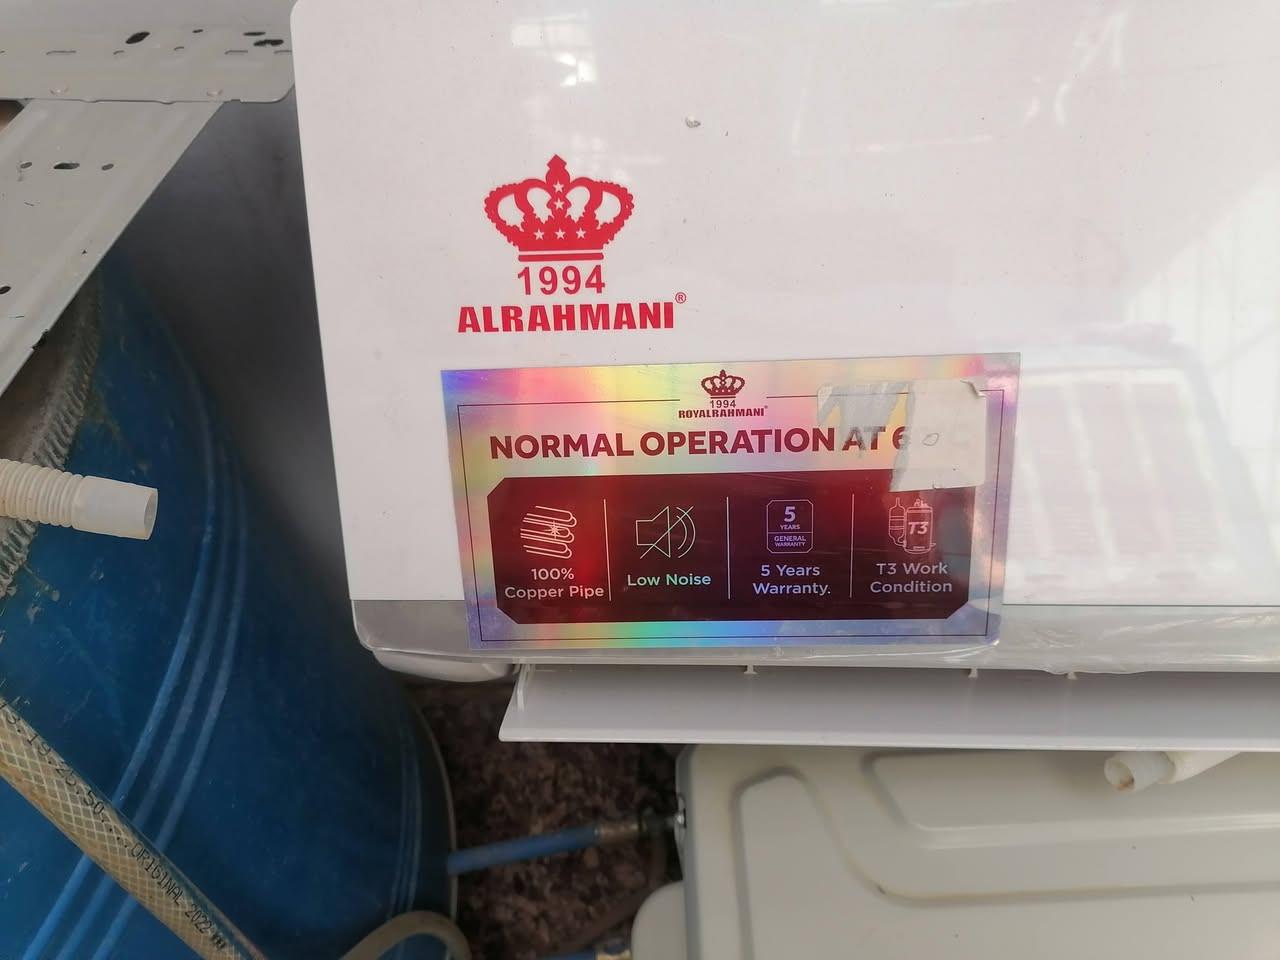 1994
ALRAHMANI®
1994
ROYALRAHMANI®
NORMAL OPERATION AT 6
5
YEARS
GENERAL
WARRANTY
T3
100%
Copper Pipe
Low Noise
5 Years
Warranty.
T3 Work
Condition
ORIGINAL 2022